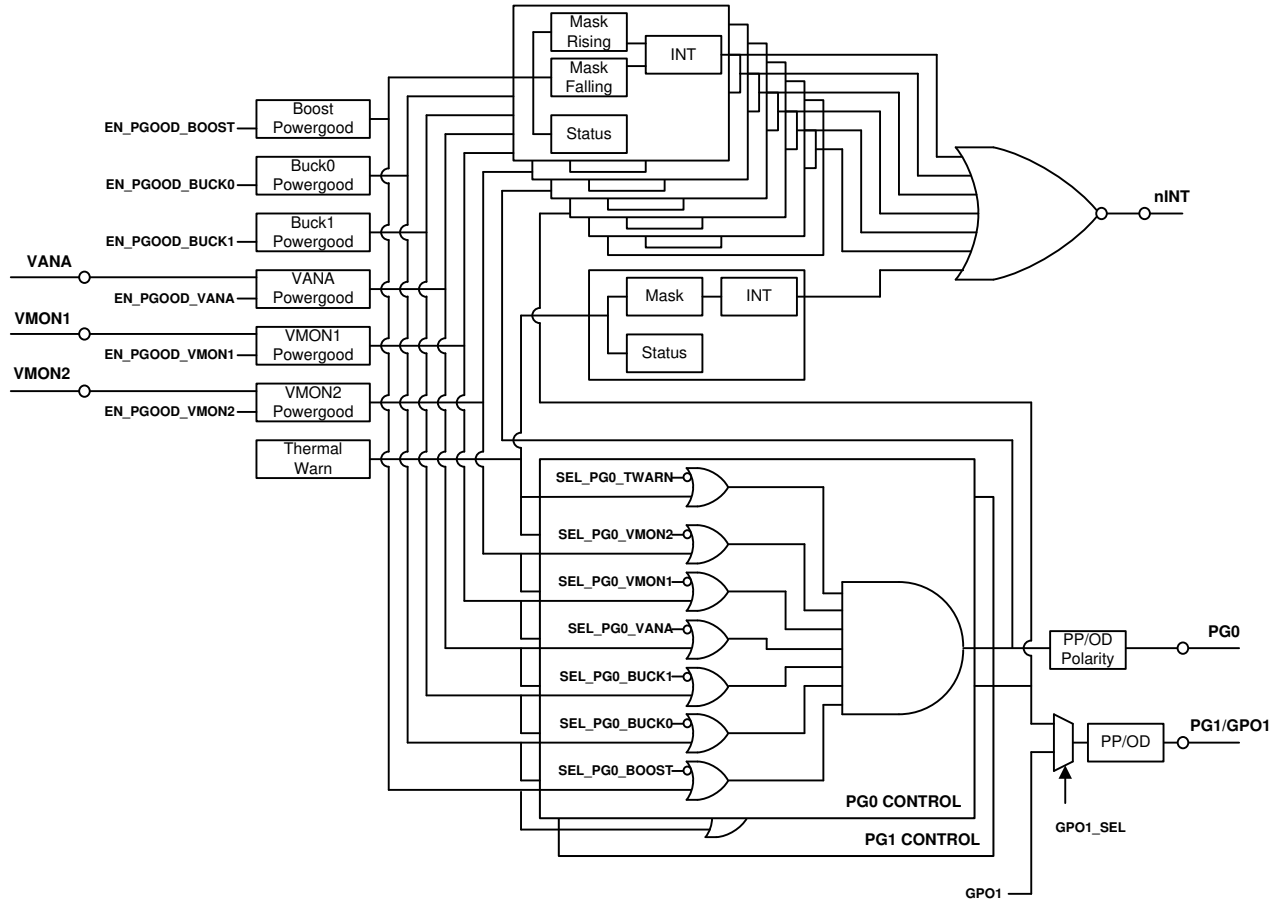 Mask
Rising
INT
Mask
Falling
Status
Boost
Powergood
EN_PGOOD_BOOST
Buck0
Powergood
EN_PGOOD_BUCK0
Buck1
Powergood
EN_PGOOD_BUCK1
VANA
VANA
Powergood
EN_PGOOD_VANA
VMON1
VMON1
Powergood
EN_PGOOD_VMON1
VMON2
VMON2
Powergood
EN_PGOOD_VMON2
Thermal
Warn
nINT
Mask
INT
Status
SEL_PG0_TWARN
SEL_PG0_VMON2
SEL_PG0_VMON1
SEL_PG0_VANA
SEL_PG0_BUCK1
SEL_PG0_BUCK0
SEL_PG0_BOOST
PG0 CONTROL
PG1 CONTROL
PP/OD
Polarity
PG0
PG1/GPO1
PP/OD
GPO1_SEL
GPO1